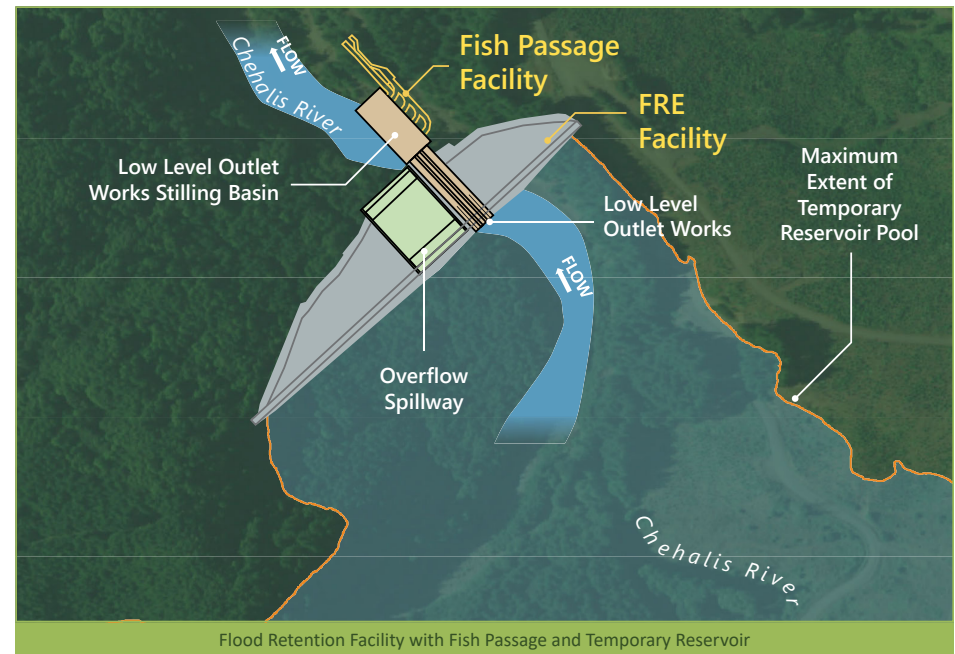 Fish Passage
Facility
FRE
Facility
FLOW
Chehalis River
Low Level Outlet
Works Stilling Basin
Maximum
Extent of
Temporary
Reservoir Pool
Low Level
Outlet Works
FLOW
Overflow
Spillway
Chehalis River
Flood Retention Facility with Fish Passage and Temporary Reservoir